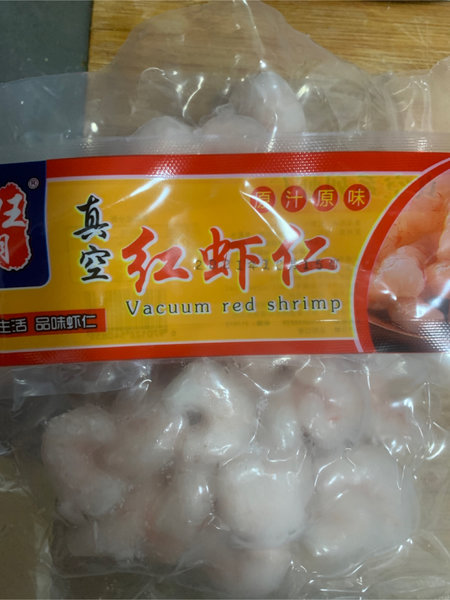 ®
原汁原味
真空
红虾仁
Vacuum red shrimp
生活 品味虾仁